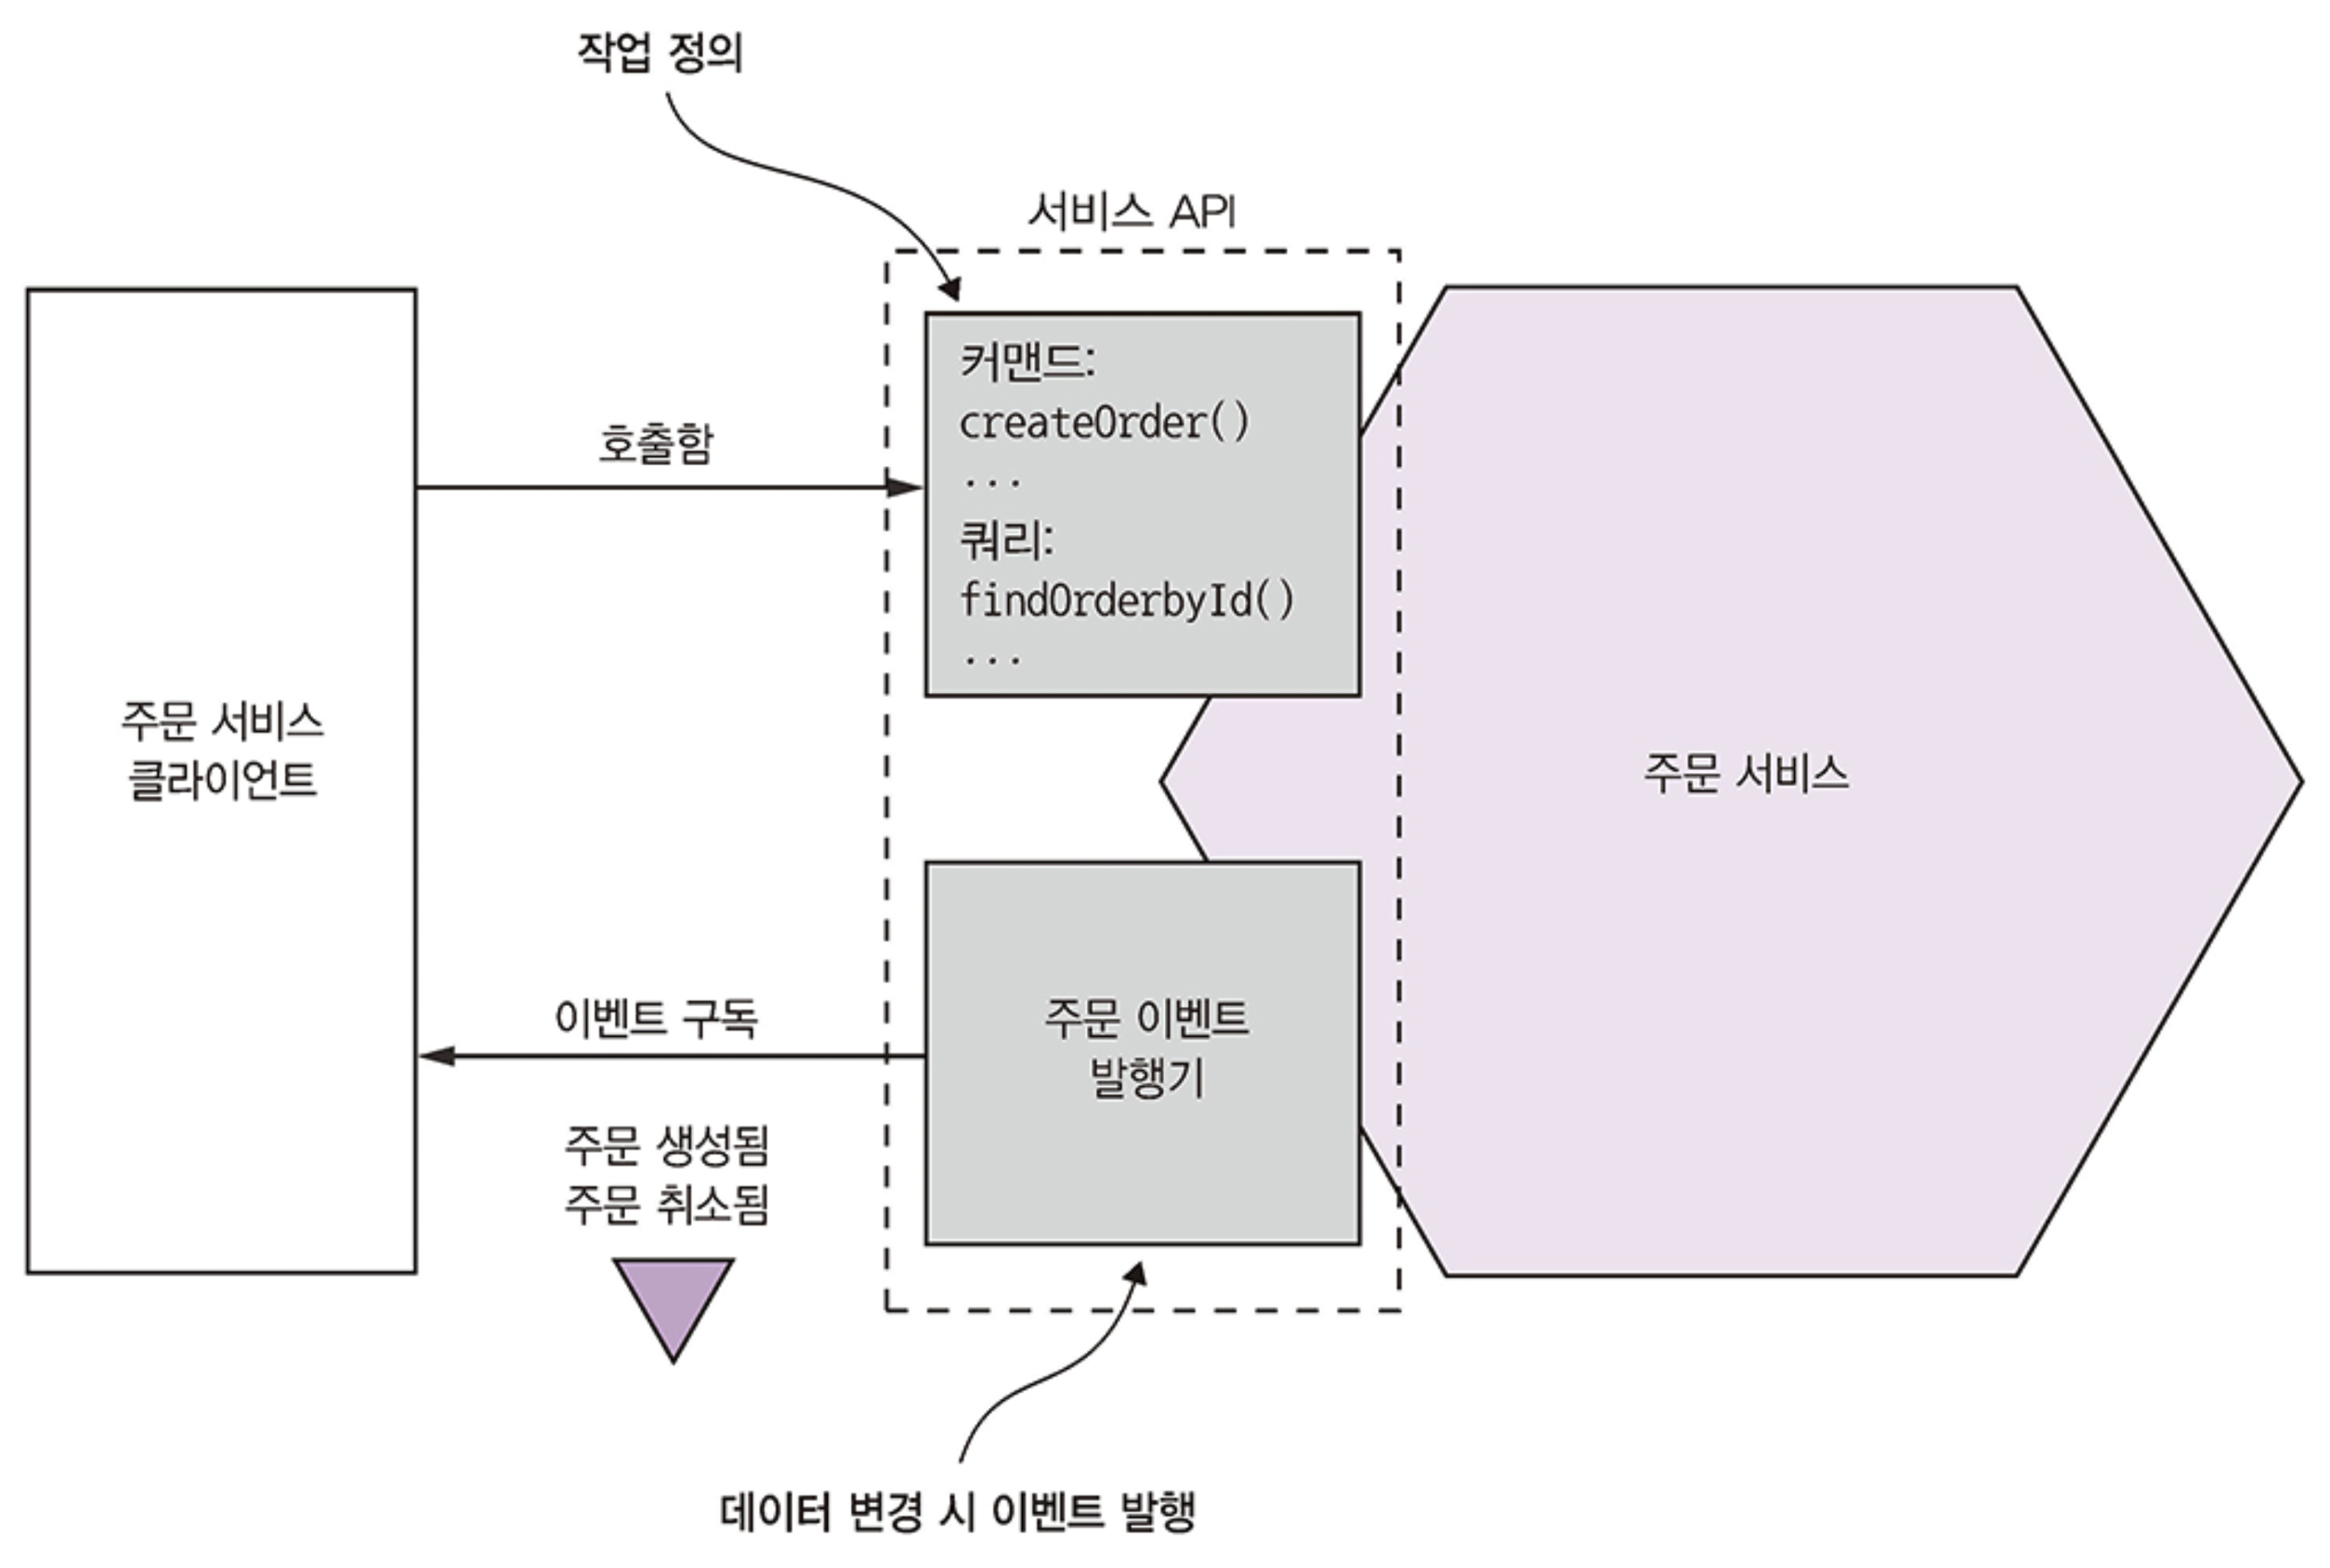 작업 정의
서비스 API
커맨드:
createOrder()
...
쿼리:
findOrderbyId()
...
호출함
주문 서비스
클라이언트
주문 서비스
이벤트 구독
주문 생성됨
주문 취소됨
주문 이벤트
발행기
데이터 변경 시 이벤트 발행